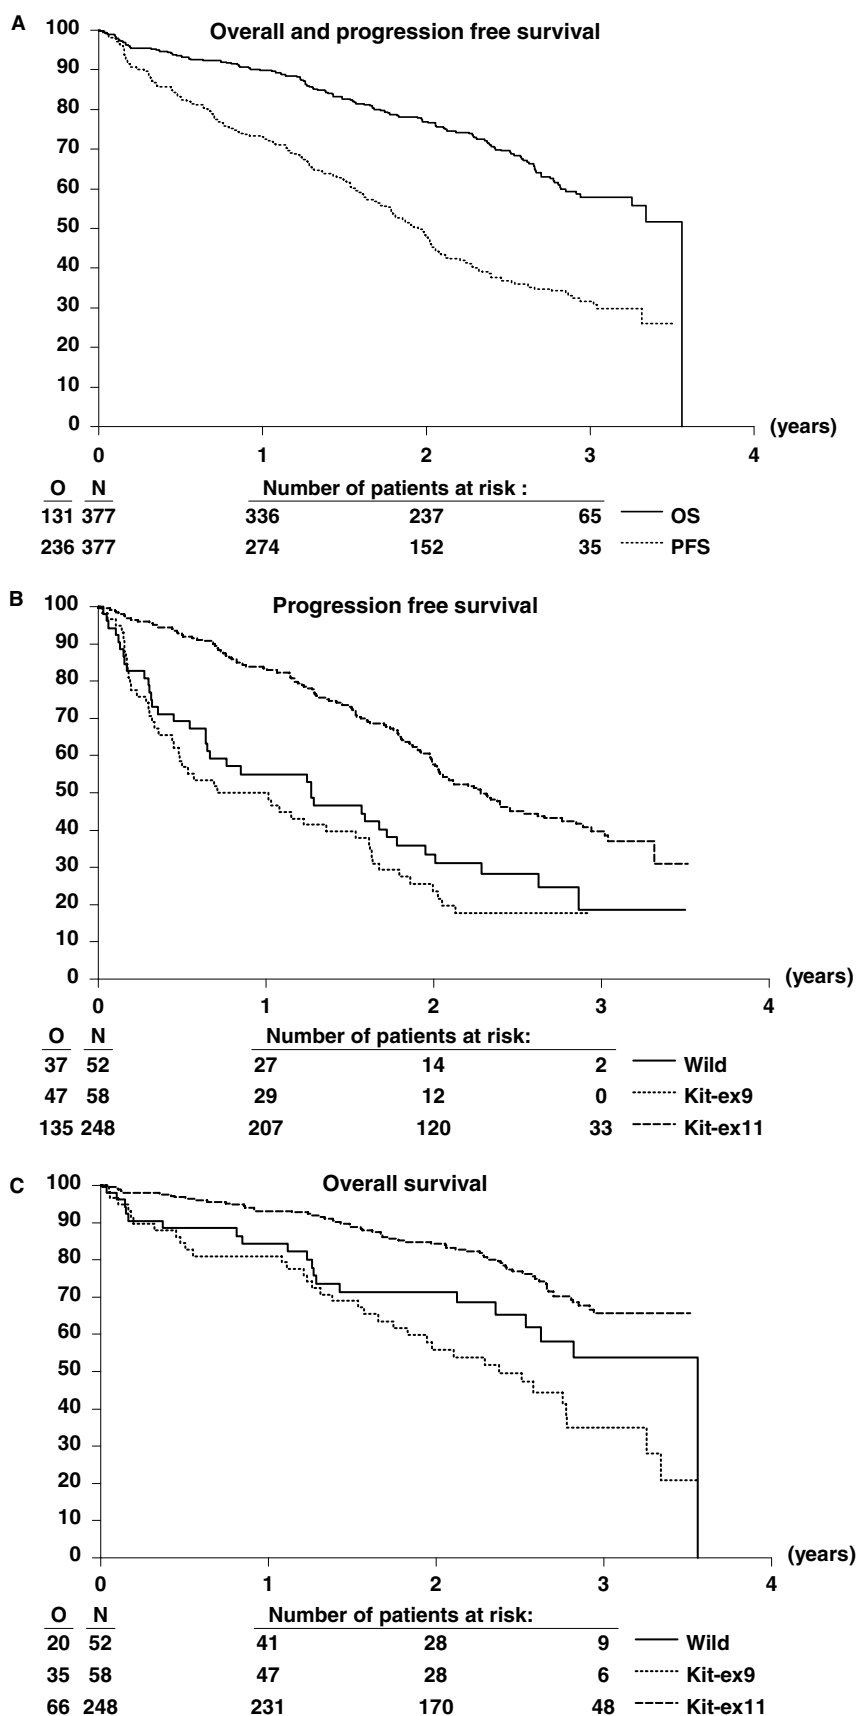 A
Overall and progression free survival
100
90
80
70
60
50
40
30
20
10
0
(years)
0 1 2 3 4
O N Number of patients at risk :
131 377 336 237 65 OS
236 377 274 152 35 PFS
B
Progression free survival
100
90
80
70
60
50
40
30
20
10
0
(years)
0 1 2 3 4
O N Number of patients at risk:
37 52 27 14 2 Wild
47 58 29 12 0 Kit-ex9
135 248 207 120 33 Kit-ex11
C
Overall survival
100
90
80
70
60
50
40
30
20
10
0
(years)
0 1 2 3 4
O N Number of patients at risk:
20 52 41 28 9 Wild
35 58 47 28 6 Kit-ex9
66 248 231 170 48 Kit-ex11